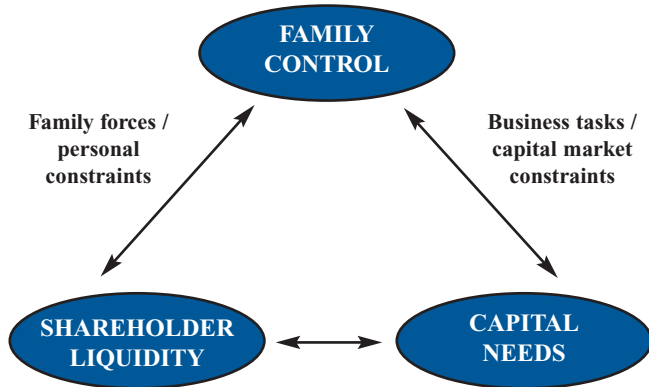 FAMILY
CONTROL
Family forces /
personal
constraints
Business tasks /
capital market
constraints
SHAREHOLDER
LIQUIDITY
CAPITAL
NEEDS